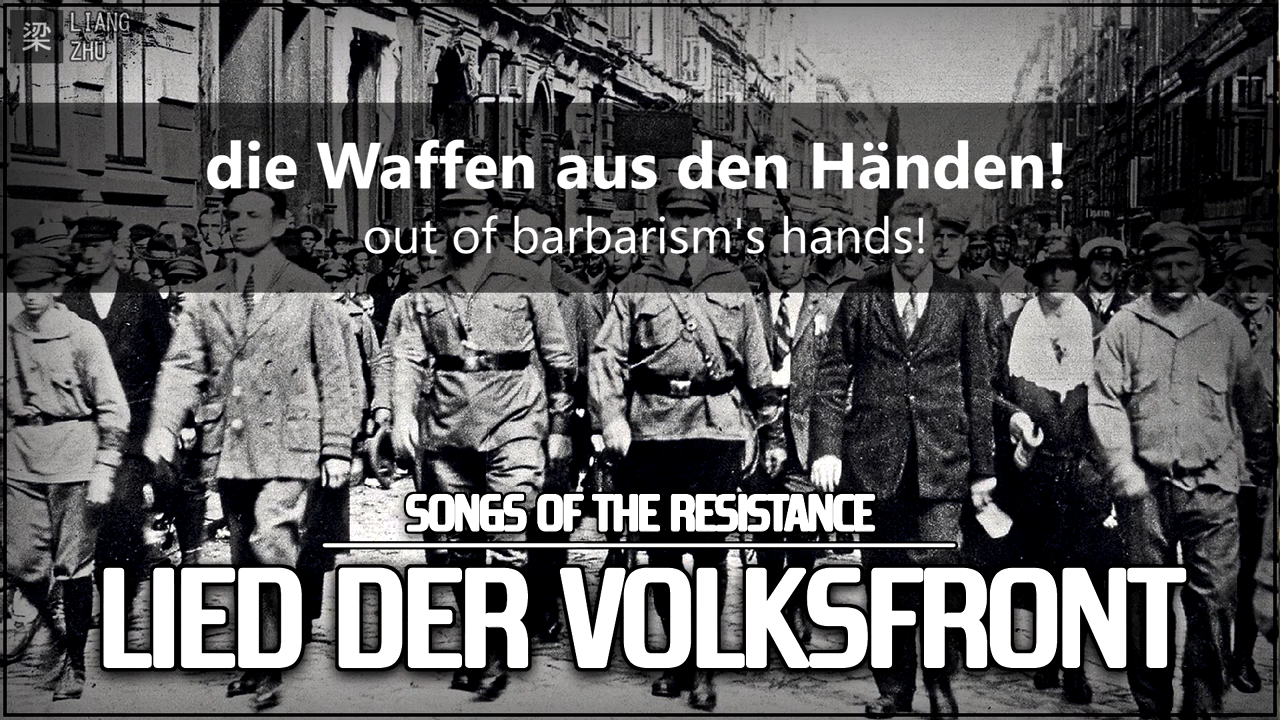 梁
LIANG
ZHU
die Waffen aus den Händen!
out of barbarism's hands!
SONGS OF THE RESISTANCE
LIED DER VOLKSFRONT